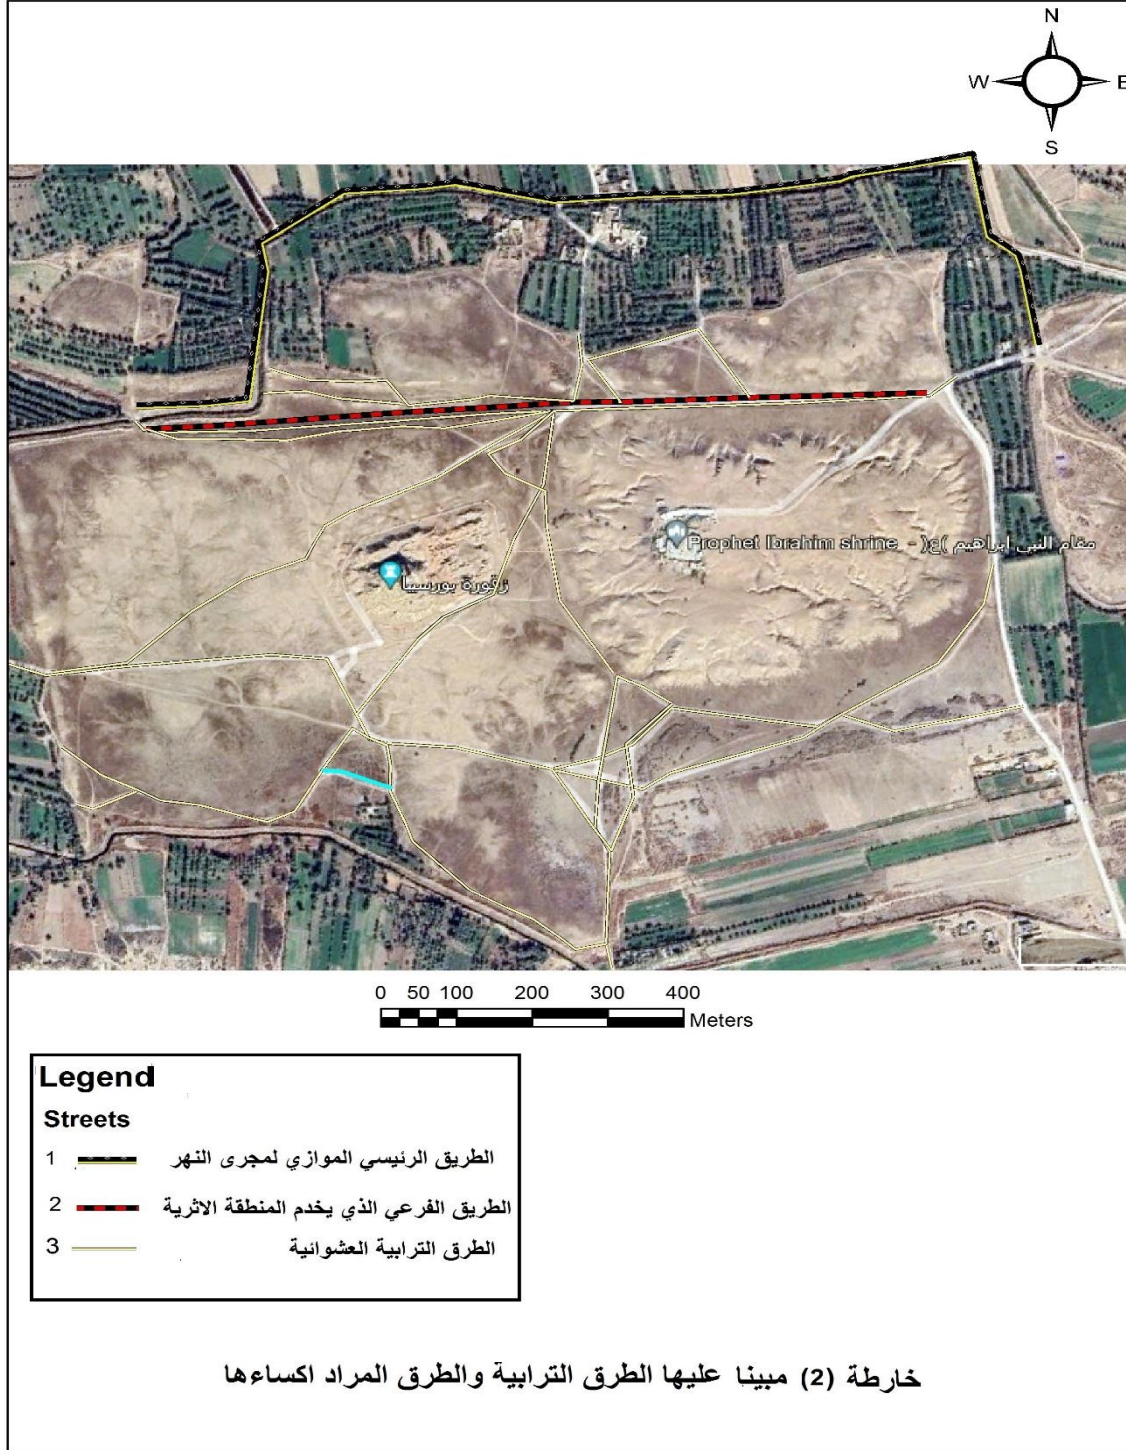 N
W E
S
Prophet Ibrahim shrine - )مقام النبي ابراهيم )ع
زقورة بورسيبا
0 50 100 200 300 400
Meters
Legend
Streets
1 الطريق الرئيسي الموازي لمجرى النهر
2 الطريق الفرعي الذي يخدم المنطقة الاثرية
3 الطرق الترابية العشوائية
خارطة (2) مبينا عليها الطرق الترابية والطرق المراد اكساءها